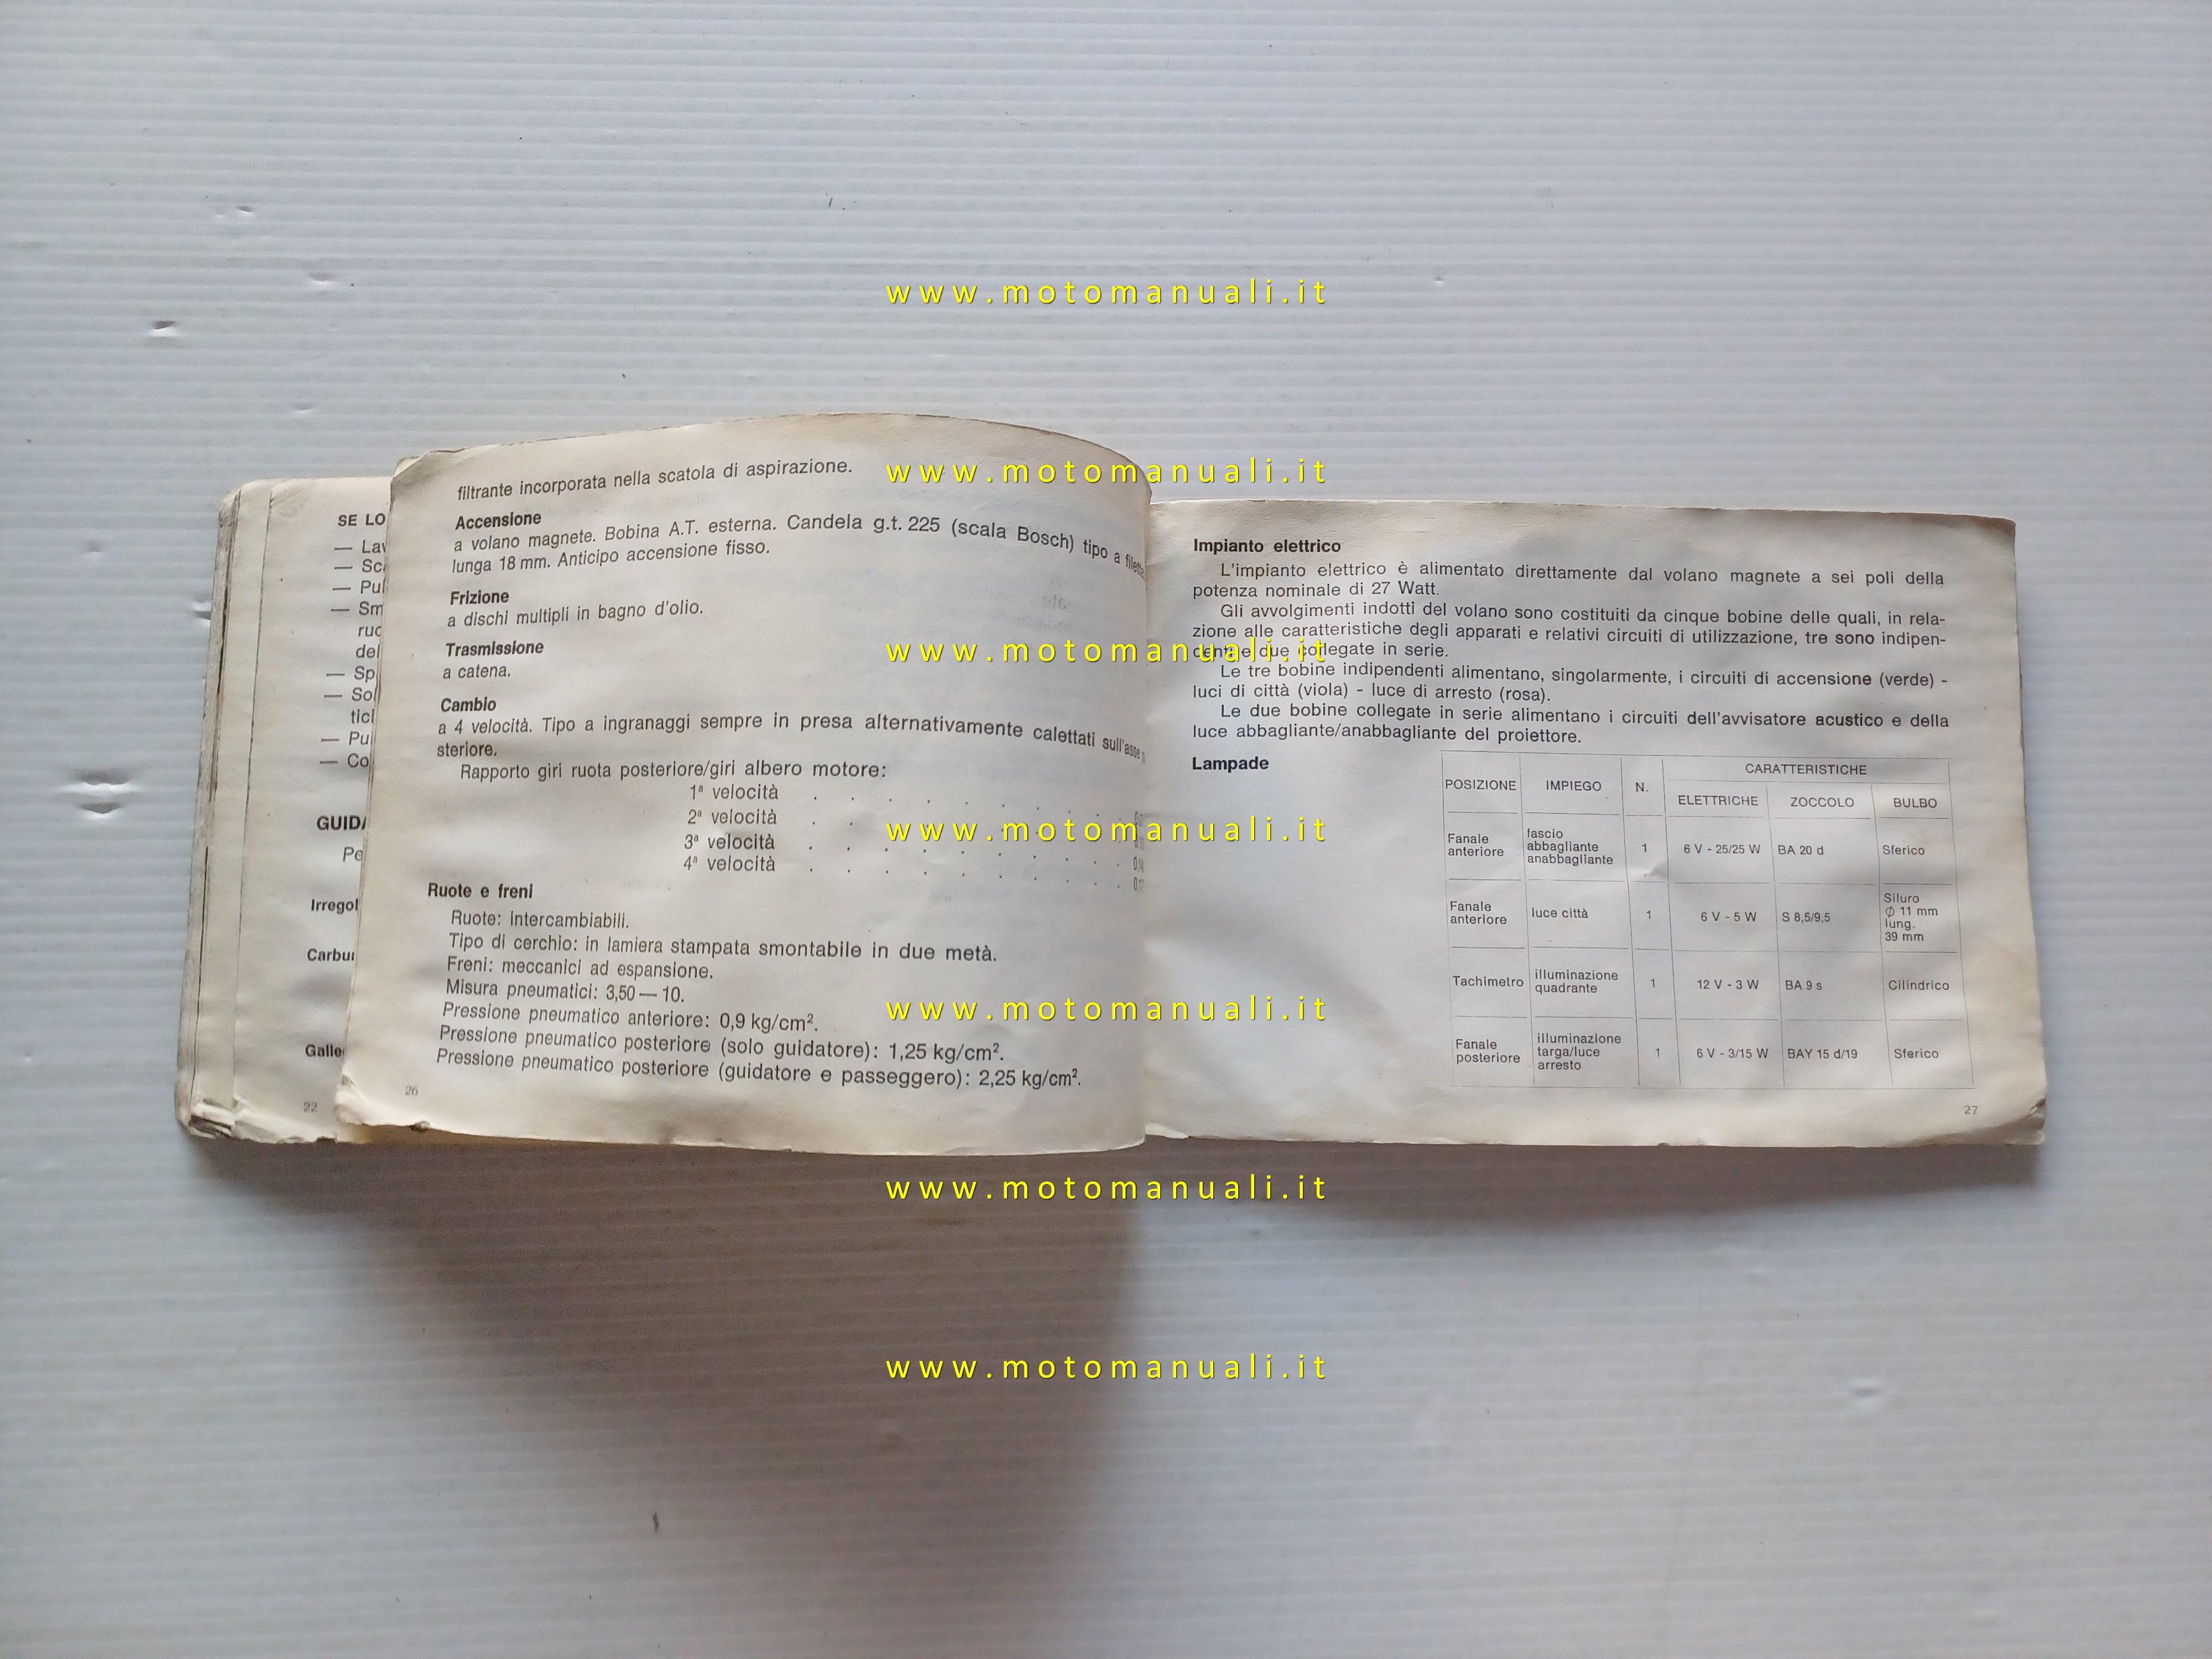 www.motomanuali.it
www.motomanuali.it
www.motomanuali.it
www.motomanuali.it
www.motomanuali.it
www.motomanuali.it
www.motomanuali.it
SE LO
—
—
—
—
—
—
—
—
GUID
Irregol
Carbu
22
filtrante incorporata nella scatola di aspirazione.
Accensione
a volano magnete. Bobina A.T. esterna. Candela g.t. 225 (scala Bosch) tipo a
lunga 18 mm. Anticipo accensione fisso.
Frizione
a dischi multipli in bagno d'olio.
Trasmissione
a catena.
Cambio
a 4 velocità. Tipo a ingranaggi sempre in presa alternativamente calettati sull'asse
steriore.
Rapporto giri ruota posteriore/giri albero motore:
1ª velocità . . . . . . . . .
2ª velocità . . . . . . . . .
3ª velocità . . . . . . . . .
4ª velocità . . . . . . . . .
Ruote e freni
Ruote: intercambiabili.
Tipo di cerchio: in lamiera stampata smontabile in due metà.
Freni: meccanici ad espansione.
Misura pneumatici: 3,50 — 10.
Pressione pneumatico anteriore: 0,9 kg/cm².
Pressione pneumatico posteriore (solo guidatore): 1,25 kg/cm².
Pressione pneumatico posteriore (guidatore e passeggero): 2,25 kg/cm².
26
Impianto elettrico
L'impianto elettrico è alimentato direttamente dal volano magnete a sei poli della
potenza nominale di 27 Watt.
Gli avvolgimenti indotti del volano sono costituiti da cinque bobine delle quali, in rela-
zione alle caratteristiche degli apparati e relativi circuiti di utilizzazione, tre sono indipen-
denti e due collegate in serie.
Le tre bobine indipendenti alimentano, singolarmente, i circuiti di accensione (verde) -
luci di città (viola) - luce di arresto (rosa).
Le due bobine collegate in serie alimentano i circuiti dell'avvisatore acustico e della
luce abbagliante/anabbagliante del proiettore.
Lampade
CARATTERISTICHE
POSIZIONE IMPIEGO N. ELETTRICHE ZOCCOLO BULBO
Fanale anteriore fascio abbagliante anabbagliante 1 6 V - 25/25 W BA 20 d Sferico
Fanale anteriore luce città 1 6 V - 5 W S 8,5/9,5 Siluro ϕ 11 mm lung. 39 mm
Tachimetro illuminazione quadrante 1 12 V - 3 W BA 9 s Cilindrico
Fanale posteriore illuminazione targa/luce arresto 1 6 V - 3/15 W BAY 15 d/19 Sferico
27